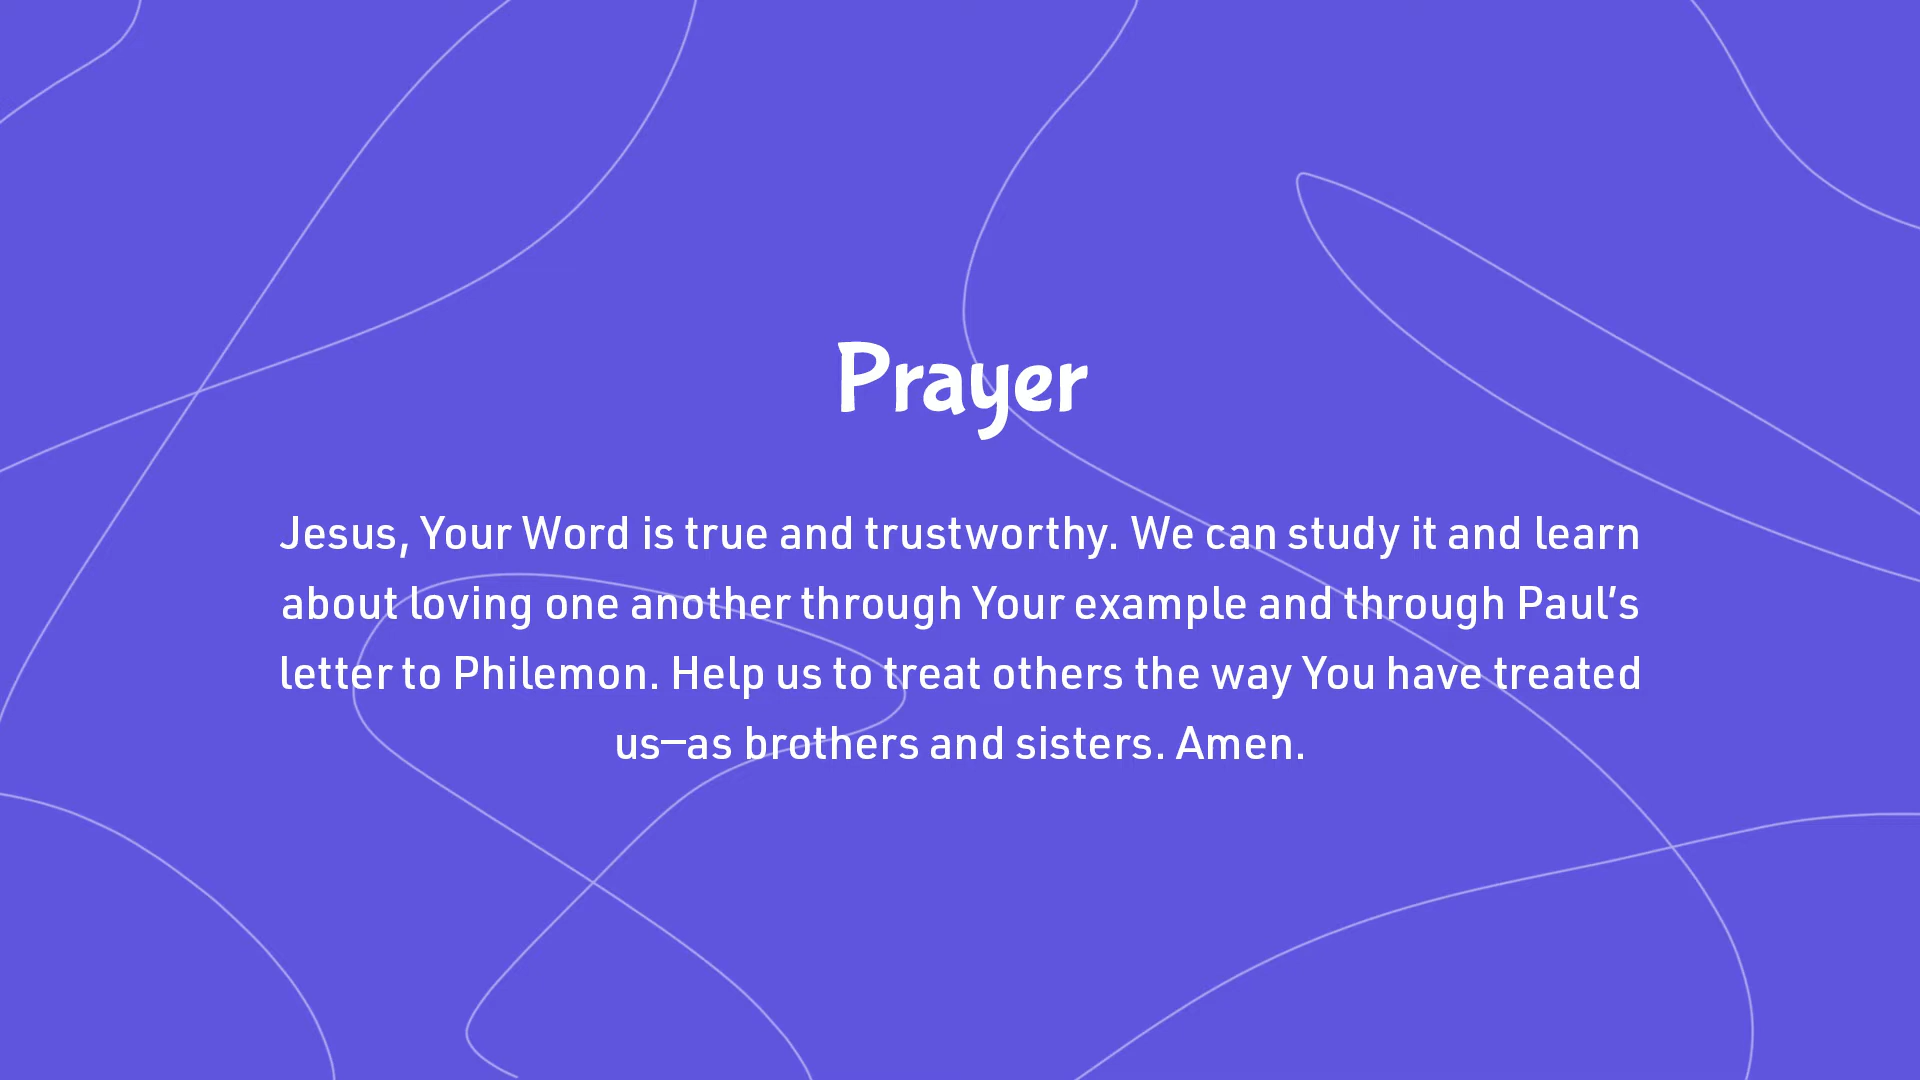 Prayer
Jesus, Your Word is true and trustworthy. We can study it and learn
about loving one another through Your example and through Paul’s
letter to Philemon. Help us to treat others the way You have treated
us—as brothers and sisters. Amen.